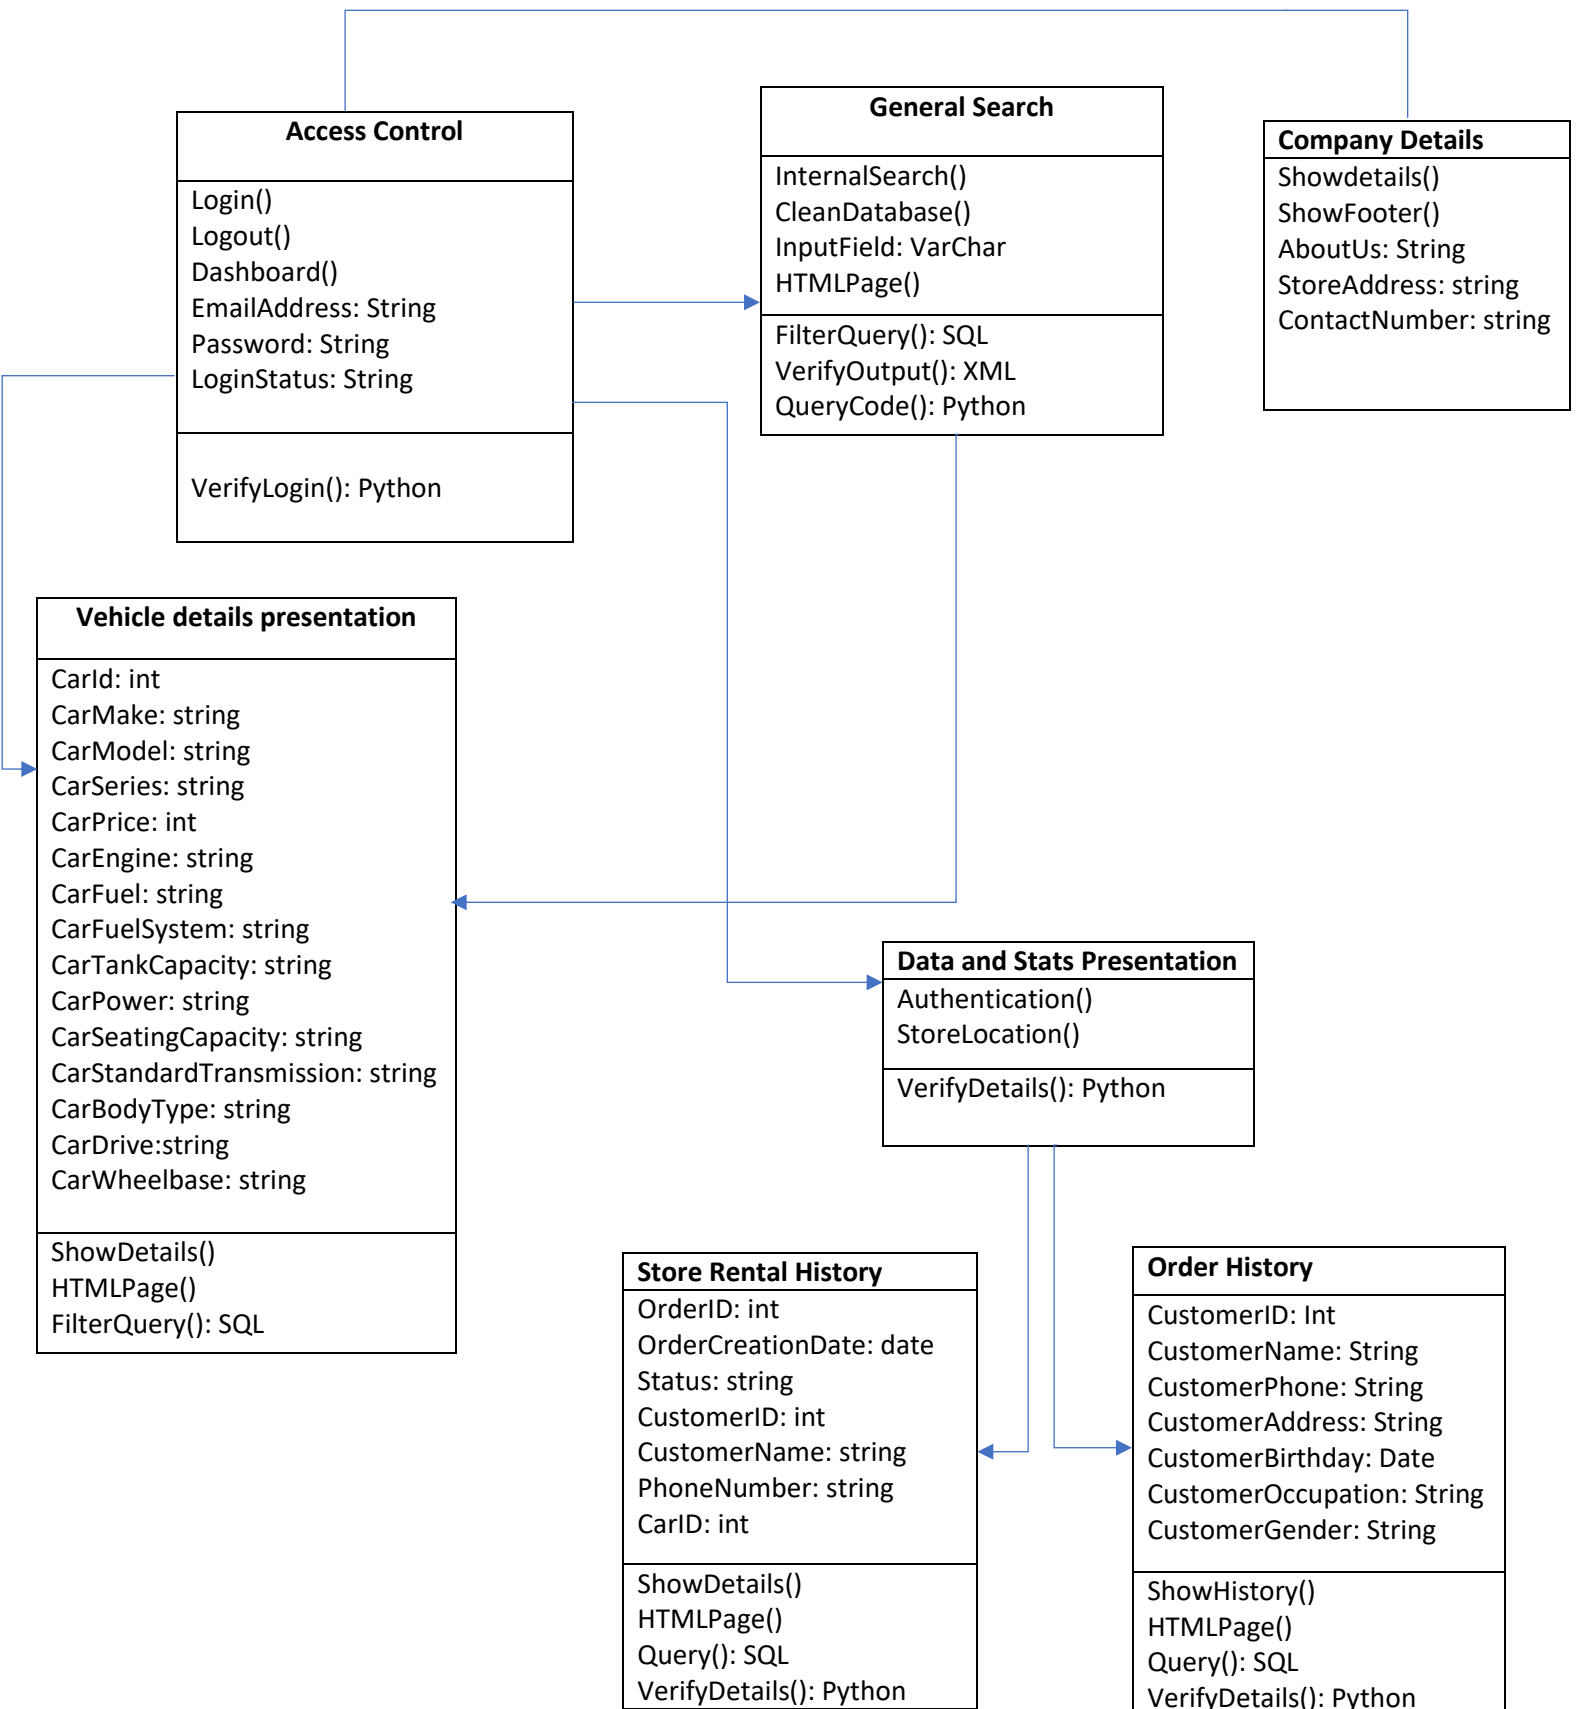 Access Control
Login()
Logout()
Dashboard()
EmailAddress: String
Password: String
LoginStatus: String
VerifyLogin(): Python
General Search
InternalSearch()
CleanDatabase()
InputField: VarChar
HTMLPage()
FilterQuery(): SQL
VerifyOutput(): XML
QueryCode(): Python
Company Details
Showdetails()
ShowFooter()
AboutUs: String
StoreAddress: string
ContactNumber: string
Vehicle details presentation
CarId: int
CarMake: string
CarModel: string
CarSeries: string
CarPrice: int
CarEngine: string
CarFuel: string
CarFuelSystem: string
CarTankCapacity: string
CarPower: string
CarSeatingCapacity: string
CarStandardTransmission: string
CarBodyType: string
CarDrive:string
CarWheelbase: string
ShowDetails()
HTMLPage()
FilterQuery(): SQL
Data and Stats Presentation
Authentication()
StoreLocation()
VerifyDetails(): Python
Store Rental History
OrderID: int
OrderCreationDate: date
Status: string
CustomerID: int
CustomerName: string
PhoneNumber: string
CarID: int
ShowDetails()
HTMLPage()
Query(): SQL
VerifyDetails(): Python
Order History
CustomerID: Int
CustomerName: String
CustomerPhone: String
CustomerAddress: String
CustomerBirthday: Date
CustomerOccupation: String
CustomerGender: String
ShowHistory()
HTMLPage()
Query(): SQL
VerifyDetails(): Python